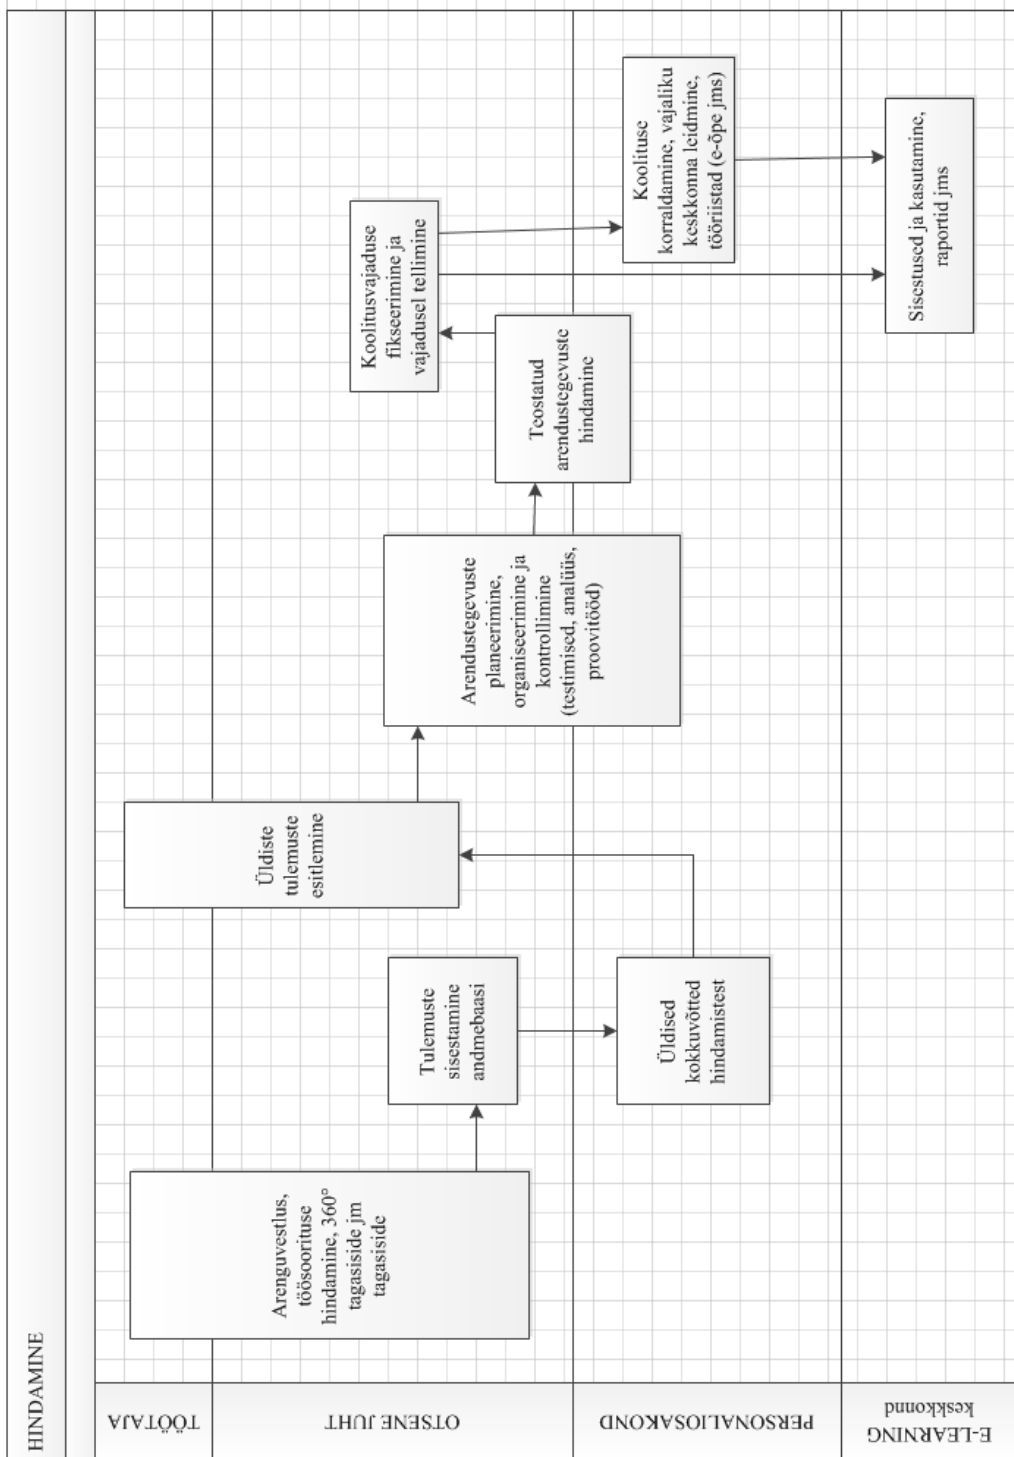 HINDAMINE
TÖÖTAJA
OTSENE JUHT
PERSONALIOSAKOND
E-LEARNING
keskkonnd
Arenguvestlus,
töösoorituse
hindamine, 360°
tagasiside jm
tagasiside
Tulemuste
sisestamine
andmebaasi
Üldised
kokkuvõtted
hindamistest
Üldiste
tulemuste
esitlemine
Arendustegevuste
planeerimine,
organiseerimine ja
kontrollimine
(testimised, analüüs,
proovitööd)
Teostatud
arendustegevuste
hindamine
Koolitusvajaduse
fikseerimine ja
vajadusel tellimine
Koolituse
korraldamine, vajaliku
keskkonna leidmine,
tööriistad (e-õpe jms)
Sisestused ja kasutamine,
raportid jms